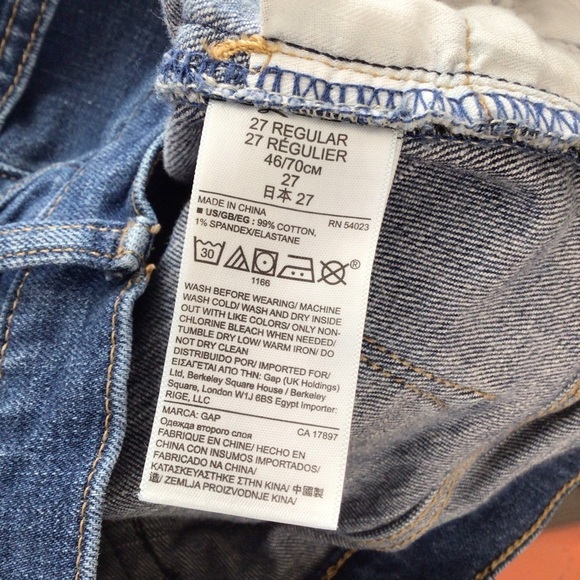 27 REGULAR
27 RÉGULIER
46/70CM
27
日本 27
MADE IN CHINA RN 54023
■ US/GB/EG : 99% COTTON,
1% SPANDEX/ELASTANE
30 ®
1166
WASH BEFORE WEARING/ MACHINE
WASH COLD/ WASH AND DRY INSIDE
OUT WITH LIKE COLORS/ ONLY NON-
CHLORINE BLEACH WHEN NEEDED/
TUMBLE DRY LOW/ WARM IRON/ DO
NOT DRY CLEAN
DISTRIBUIDO POR/ IMPORTED FOR/
ΕΙΣΑΓΕΤΑΙ ΑΠΟ ΤΗΝ: Gap (UK Holdings)
Ltd, Berkeley Square House / Berkeley
Square, London W1J 6BS Egypt Importer:
RIGE, LLC
MARCA: GAP CA 17897
Одежда второго слоя
FABRIQUE EN CHINE/ HECHO EN
CHINA CON INSUMOS IMPORTADOS/
FABRICADO NA CHINA/
ΚΑΤΑΣΚΕΥΑΣΤΗΚΕ ΣΤΗΝ ΚΙΝΑ/ 中國製
造/ ZEMLJA PROIZVODNJE KINA/